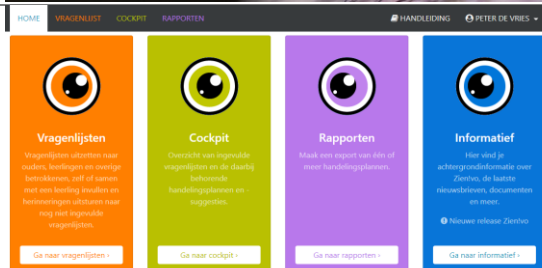 HOME VRAGENLIJST COCKPIT RAPPORTEN HANDLEIDING PETER DE VRIES
Vragenlijsten
Vragenlijsten uitzetten naar
ouders, leerlingen en overige
betrokkenen, zelf of samen
met een leerling invullen en
herinneringen uitsturen naar
nog niet ingevulde
vragenlijsten.
Ga naar vragenlijsten ›
Cockpit
Overzicht van ingevulde
vragenlijsten en de daarbij
behorende
handelingsplannen en -
suggesties.
Ga naar cockpit ›
Rapporten
Maak een export van één of
meer handelingsplannen.
Ga naar rapporten ›
Informatief
Hier vind je
achtergrondinformatie over
Zien!vo, de laatste
nieuwsbrieven, documenten
en meer.
Nieuwe release Zien!vo
Ga naar informatief ›